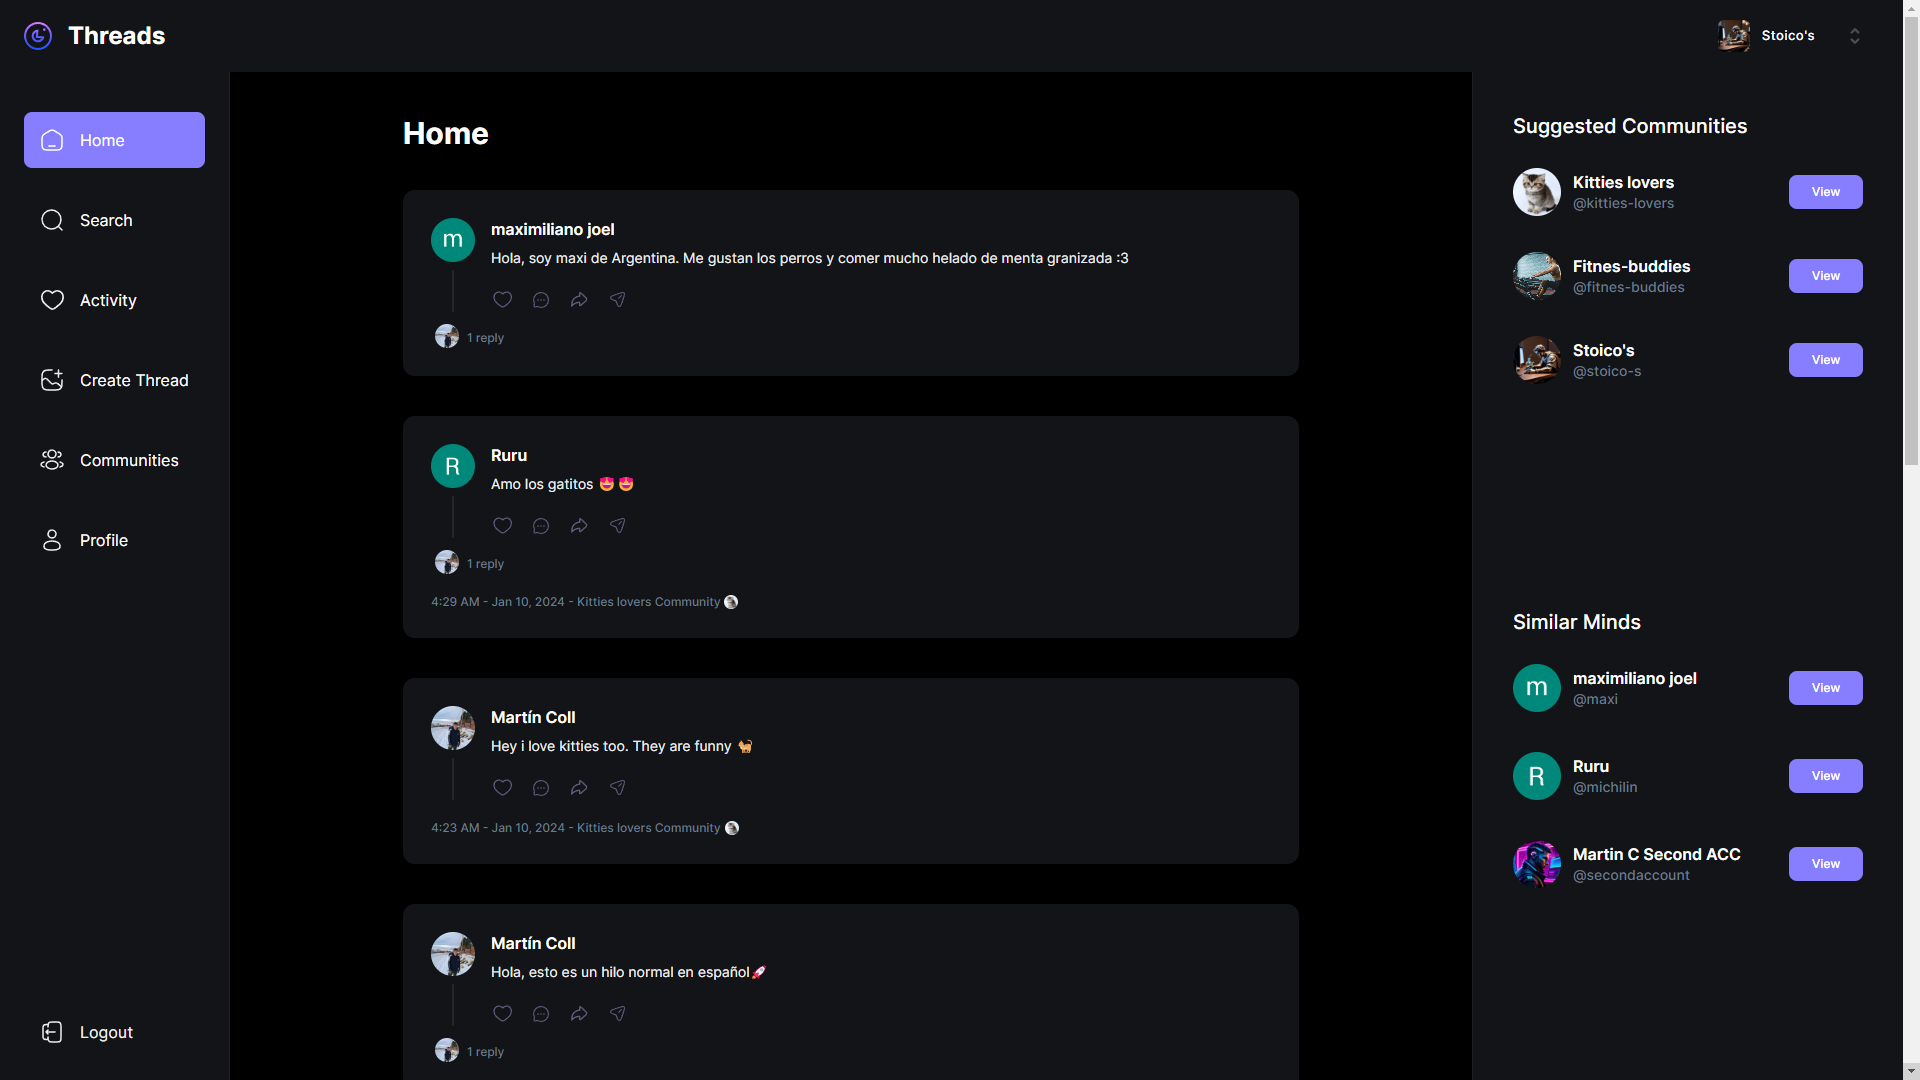 Threads
Stoico's
Home
Search
Activity
Create Thread
Communities
Profile
Logout
Home
m
maximiliano joel
Hola, soy maxi de Argentina. Me gustan los perros y comer mucho helado de menta granizada :3
1 reply
R
Ruru
Amo los gatitos 😍 😍
1 reply
4:29 AM - Jan 10, 2024 - Kitties lovers Community
Martín Coll
Hey i love kitties too. They are funny 🐈
4:23 AM - Jan 10, 2024 - Kitties lovers Community
Martín Coll
Hola, esto es un hilo normal en español🚀
1 reply
Suggested Communities
Kitties lovers
@kitties-lovers
View
Fitnes-buddies
@fitnes-buddies
View
Stoico's
@stoico-s
View
Similar Minds
m
maximiliano joel
@maxi
View
R
Ruru
@michilin
View
Martin C Second ACC
@secondaccount
View